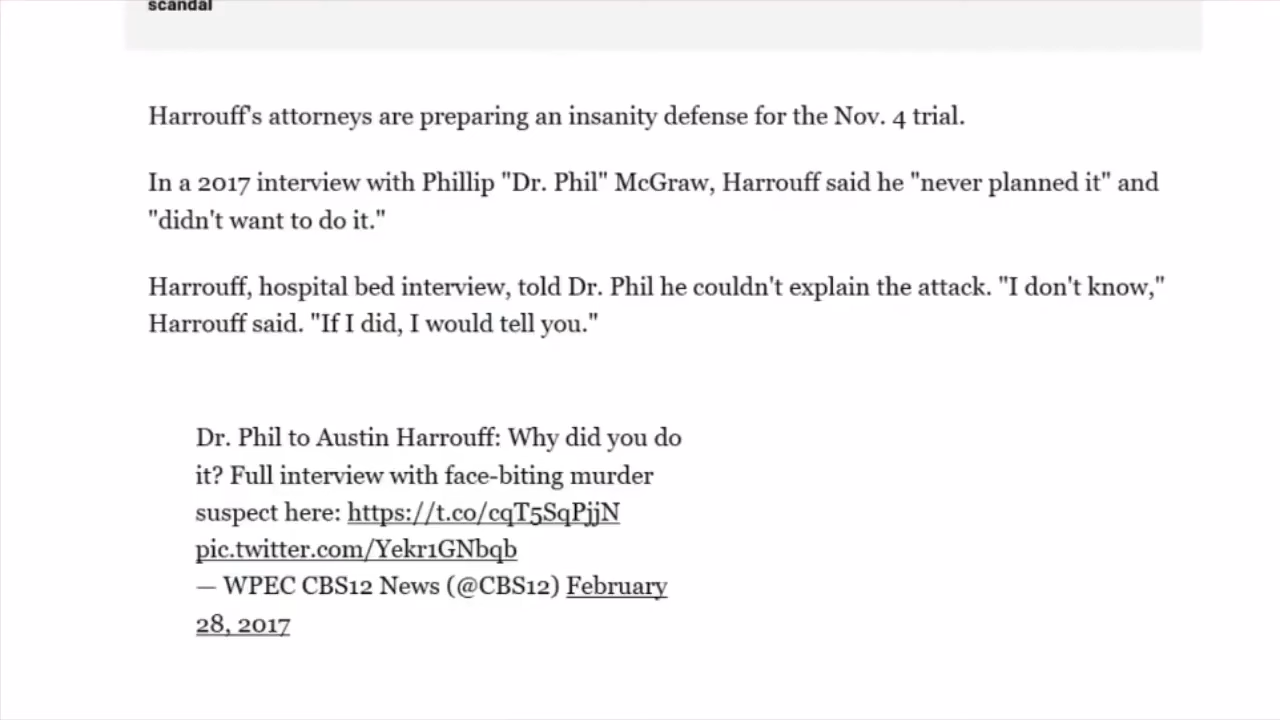 scandal
Harrouff's attorneys are preparing an insanity defense for the Nov. 4 trial.
In a 2017 interview with Phillip "Dr. Phil" McGraw, Harrouff said he "never planned it" and
"didn't want to do it."
Harrouff, hospital bed interview, told Dr. Phil he couldn't explain the attack. "I don't know,"
Harrouff said. "If I did, I would tell you."
Dr. Phil to Austin Harrouff: Why did you do
it? Full interview with face-biting murder
suspect here: https://t.co/cqT5SqPjjN
pic.twitter.com/Yekr1GNbqb
— WPEC CBS12 News (@CBS12) February
28, 2017